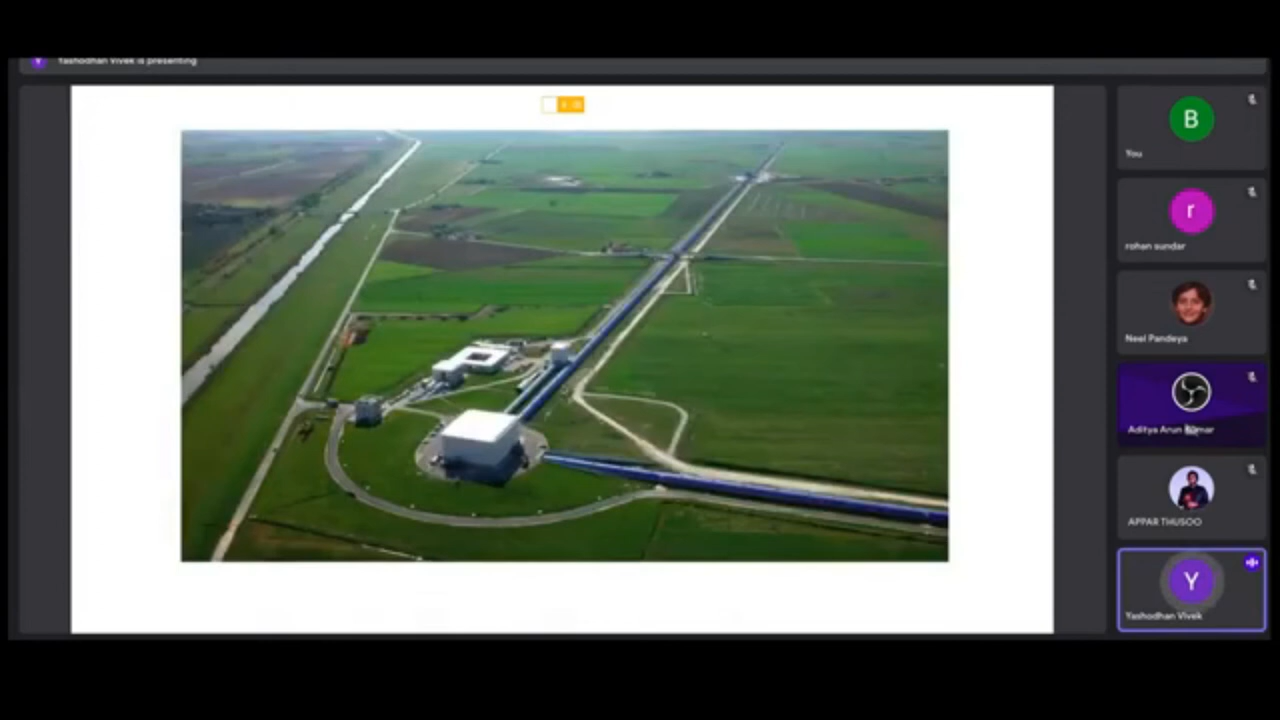 Yashodhan Vivek is presenting
B
You
r
rohan sundar
Neel Pandeya
Aditya Arun Kumar
APPAR THUSOO
Y
Yashodhan Vivek